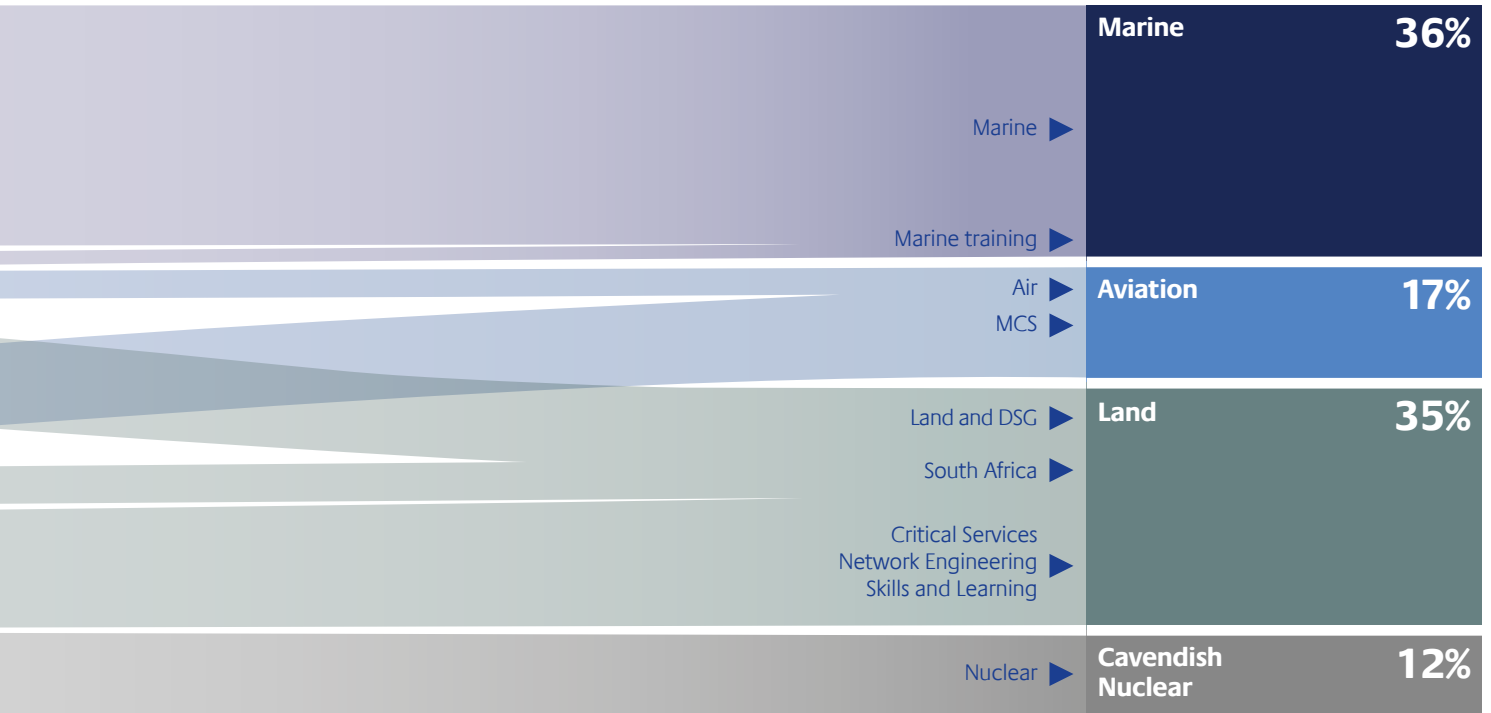 Marine 36%
Marine
Marine training
Air
MCS
Aviation 17%
Land and DSG
South Africa
Critical Services
Network Engineering
Skills and Learning
Land 35%
Nuclear
Cavendish
Nuclear
12%